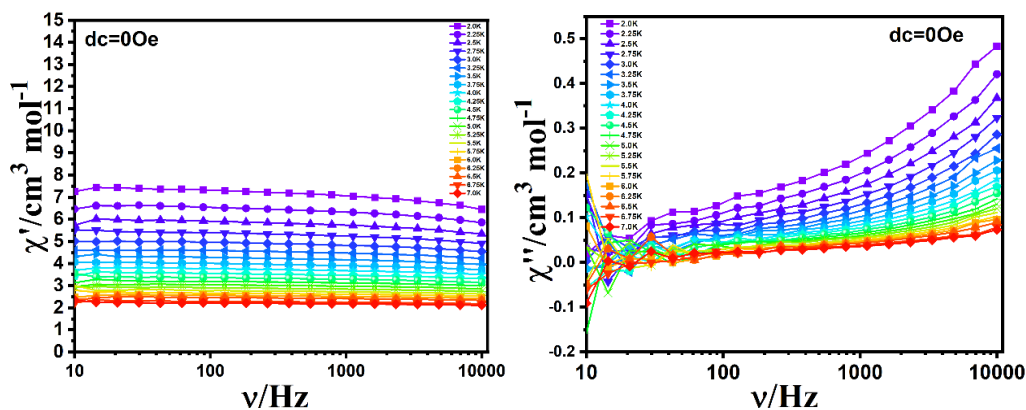 dc=0Oe
15
14
13
12
11
10
9
8
7
6
5
4
3
2
1
0
χ'/cm³ mol⁻¹
10
100
1000
10000
ν/Hz
2.0K
2.25K
2.5K
2.75K
3.0K
3.25K
3.5K
3.75K
4.0K
4.25K
4.5K
4.75K
5.0K
5.25K
5.5K
5.75K
6.0K
6.25K
6.5K
6.75K
7.0K
dc=0Oe
0.5
0.4
0.3
0.2
0.1
0.0
-0.1
-0.2
χ''/cm³ mol⁻¹
10
100
1000
10000
ν/Hz
2.0K
2.25K
2.5K
2.75K
3.0K
3.25K
3.5K
3.75K
4.0K
4.25K
4.5K
4.75K
5.0K
5.25K
5.5K
5.75K
6.0K
6.25K
6.5K
6.75K
7.0K